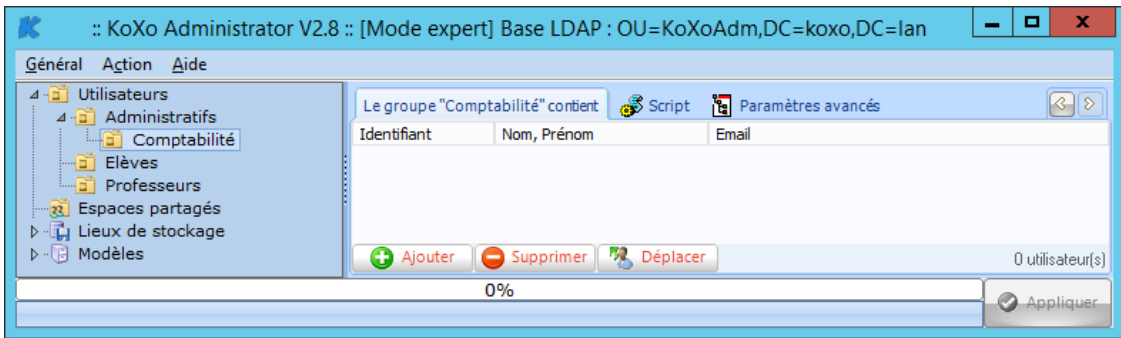 :: KoXo Administrator V2.8 :: [Mode expert] Base LDAP : OU=KoXoAdm,DC=koxo,DC=lan
Général Action Aide
Utilisateurs
Administratifs
Comptabilité
Elèves
Professeurs
Espaces partagés
Lieux de stockage
Modèles
Le groupe "Comptabilité" contient Script Paramètres avancés
Identifiant Nom, Prénom Email
Ajouter Supprimer Déplacer 0 utilisateur(s)
0%
Appliquer